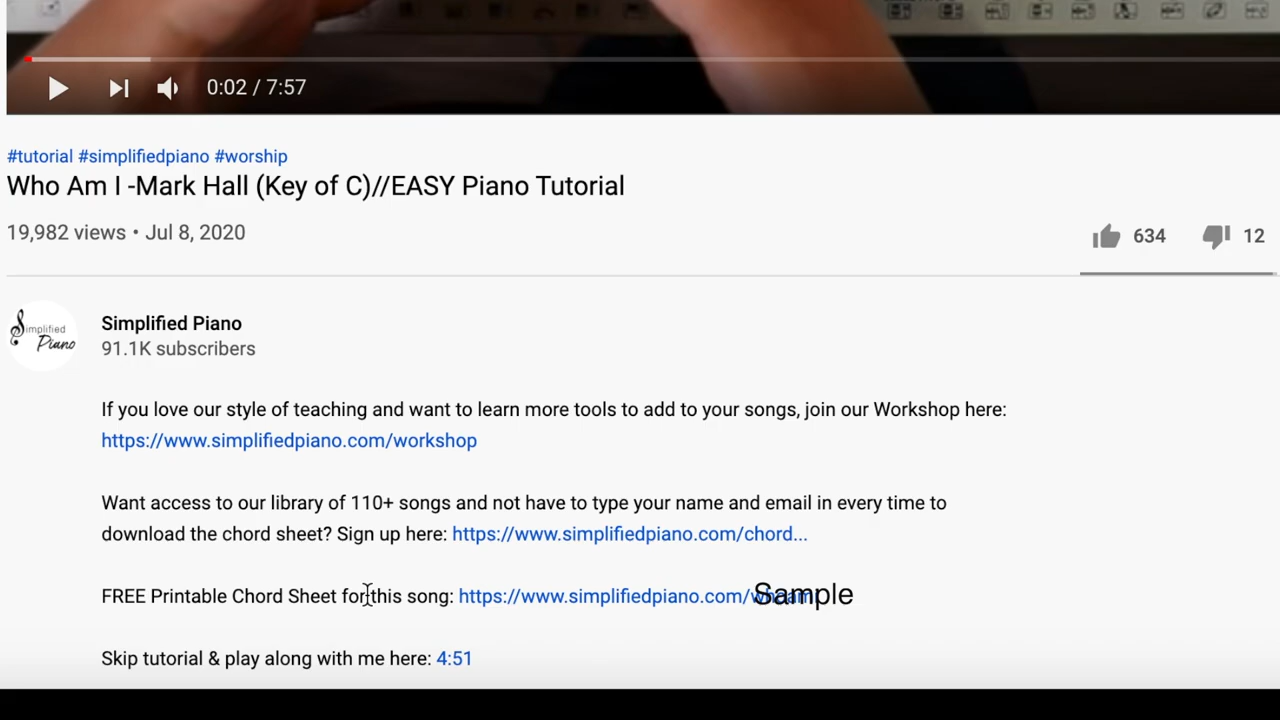 0:02 / 7:57
#tutorial #simplifiedpiano #worship
Who Am I -Mark Hall (Key of C)//EASY Piano Tutorial
19,982 views • Jul 8, 2020
634
12
Simplified Piano
Simplified Piano
91.1K subscribers
If you love our style of teaching and want to learn more tools to add to your songs, join our Workshop here:
https://www.simplifiedpiano.com/workshop
Want access to our library of 110+ songs and not have to type your name and email in every time to
download the chord sheet? Sign up here: https://www.simplifiedpiano.com/chord...
FREE Printable Chord Sheet for this song: https://www.simplifiedpiano.com/
Sample
Skip tutorial & play along with me here: 4:51